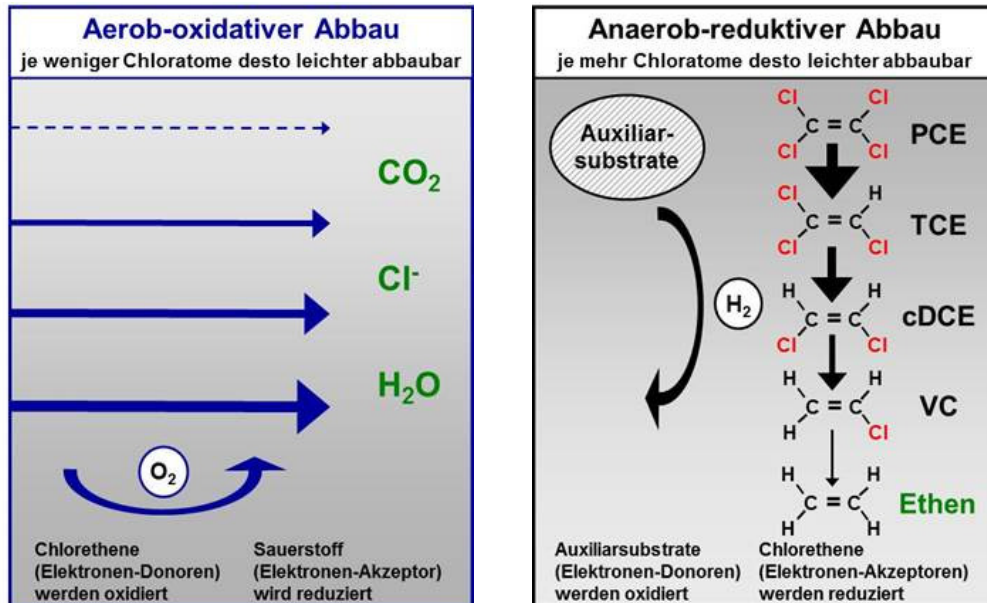 Aerob-oxidativer Abbau
je weniger Chloratome desto leichter abbaubar
CO₂
Cl⁻
H₂O
O₂
Chlorethene
(Elektronen-Donoren)
werden oxidiert
Sauerstoff
(Elektronen-Akzeptor)
wird reduziert
Anaerob-reduktiver Abbau
je mehr Chloratome desto leichter abbaubar
Auxiliar-
substrate
H₂
Cl Cl
C = C
Cl Cl
PCE
Cl H
C = C
Cl Cl
TCE
H H
C = C
Cl Cl
cDCE
H H
C = C
H Cl
VC
H H
C = C
H H
Ethen
Auxiliarsubstrate
(Elektronen-Donoren)
werden oxidiert
Chlorethene
(Elektronen-Akzeptoren)
werden reduziert